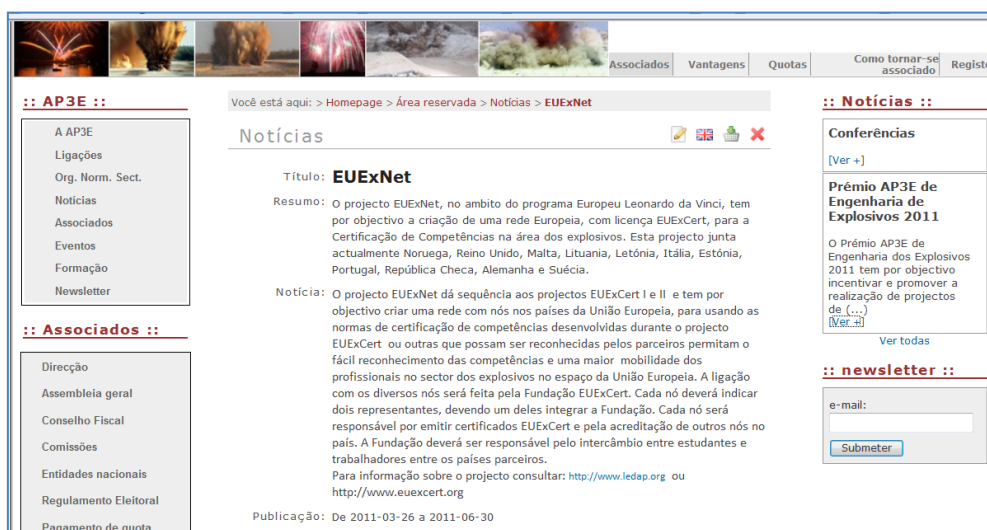 Associados
Vantagens
Quotas
Como tornar-se
associado
:: AP3E ::
A AP3E
Ligações
Org. Norm. Sect.
Notícias
Associados
Eventos
Formação
Newsletter
:: Associados ::
Direcção
Assembleia geral
Conselho Fiscal
Comissões
Entidades nacionais
Regulamento Eleitoral
Pagamento de quota
Você está aqui: > Homepage > Área reservada > Notícias > EUExNet
Notícias
Título: EUExNet
Resumo: O projecto EUExNet, no ambito do programa Europeu Leonardo da Vinci, tem
por objectivo a criação de uma rede Europeia, com licença EUExCert, para a
Certificação de Competências na área dos explosivos. Esta projecto junta
actualmente Noruega, Reino Unido, Malta, Lituania, Letónia, Itália, Estónia,
Portugal, República Checa, Alemanha e Suécia.
Notícia: O projecto EUExNet dá sequência aos projectos EUExCert I e II e tem por
objectivo criar uma rede com nós nos países da União Europeia, para usando as
normas de certificação de competências desenvolvidas durante o projecto
EUExCert ou outras que possam ser reconhecidas pelos parceiros permitam o
fácil reconhecimento das competências e uma maior mobilidade dos
profissionais no sector dos explosivos no espaço da União Europeia. A ligação
com os diversos nós será feita pela Fundação EUExCert. Cada nó deverá indicar
dois representantes, devendo um deles integrar a Fundação. Cada nó será
responsável por emitir certificados EUExCert e pela acreditação de outros nós no
país. A Fundação deverá ser responsável pelo intercâmbio entre estudantes e
trabalhadores entre os países parceiros.
Para informação sobre o projecto consultar: http://www.ledap.org ou
http://www.euexcert.org
Publicação: De 2011-03-26 a 2011-06-30
:: Notícias ::
Conferências
[Ver +]
Prémio AP3E de
Engenharia de
Explosivos 2011
O Prémio AP3E de
Engenharia dos Explosivos
2011 tem por objectivo
incentivar e promover a
realização de projectos
de (...)
[Ver +]
Ver todas
:: newsletter ::
e-mail:
Submeter